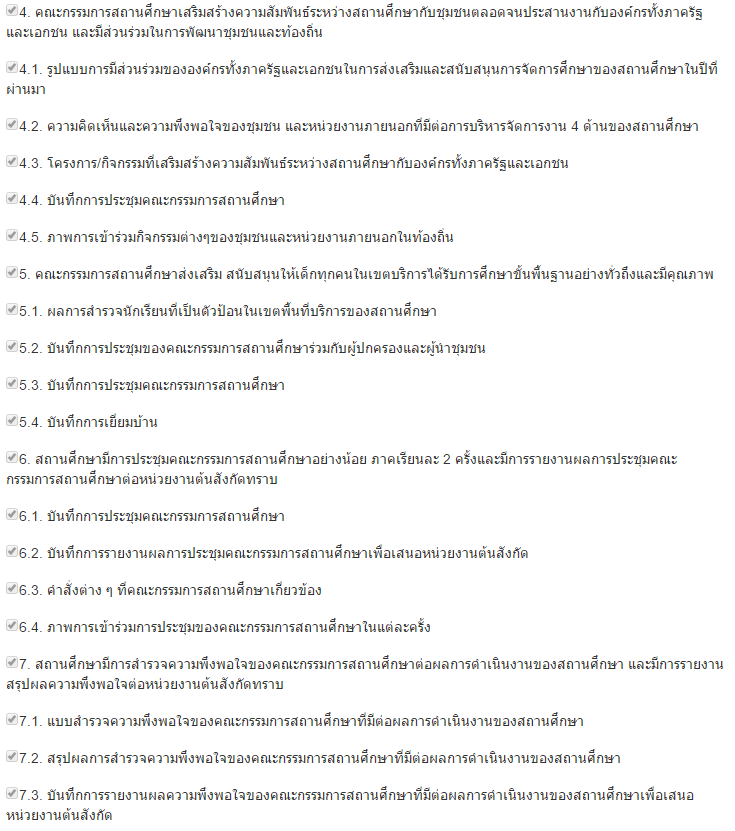 4. คณะกรรมการสถานศึกษาเสริมสร้างความสัมพันธ์ระหว่างสถานศึกษากับชุมชนตลอดจนประสานงานกับองค์กรทั้งภาครัฐ
และเอกชน และมีส่วนร่วมในการพัฒนาชุมชนและท้องถิ่น
4.1. รูปแบบการมีส่วนร่วมขององค์กรทั้งภาครัฐและเอกชนในการส่งเสริมและสนับสนุนการจัดการศึกษาของสถานศึกษาในปีที่
ผ่านมา
4.2. ความคิดเห็นและความพึงพอใจของชุมชน และหน่วยงานภายนอกที่มีต่อการบริหารจัดการงาน 4 ด้านของสถานศึกษา
4.3. โครงการ/กิจกรรมที่เสริมสร้างความสัมพันธ์ระหว่างสถานศึกษากับองค์กรทั้งภาครัฐและเอกชน
4.4. บันทึกการประชุมคณะกรรมการสถานศึกษา
4.5. ภาพการเข้าร่วมกิจกรรมต่างๆของชุมชนและหน่วยงานภายนอกในท้องถิ่น
5. คณะกรรมการสถานศึกษาส่งเสริม สนับสนุนให้เด็กทุกคนในเขตบริการได้รับการศึกษาขั้นพื้นฐานอย่างทั่วถึงและมีคุณภาพ
5.1. ผลการสำรวจนักเรียนที่เป็นตัวป้อนในเขตพื้นที่บริการของสถานศึกษา
5.2. บันทึกการประชุมของคณะกรรมการสถานศึกษาร่วมกับผู้ปกครองและผู้นำชุมชน
5.3. บันทึกการประชุมคณะกรรมการสถานศึกษา
5.4. บันทึกการเยี่ยมบ้าน
6. สถานศึกษามีการประชุมคณะกรรมการสถานศึกษาอย่างน้อย ภาคเรียนละ 2 ครั้งและมีการรายงานผลการประชุมคณะ
กรรมการสถานศึกษาต่อหน่วยงานต้นสังกัดทราบ
6.1. บันทึกการประชุมคณะกรรมการสถานศึกษา
6.2. บันทึกการรายงานผลการประชุมคณะกรรมการสถานศึกษาเพื่อเสนอหน่วยงานต้นสังกัด
6.3. คำสั่งต่าง ๆ ที่คณะกรรมการสถานศึกษาเกี่ยวข้อง
6.4. ภาพการเข้าร่วมการประชุมของคณะกรรมการสถานศึกษาในแต่ละครั้ง
7. สถานศึกษามีการสำรวจความพึงพอใจของคณะกรรมการสถานศึกษาต่อผลการดำเนินงานของสถานศึกษา และมีการรายงาน
สรุปผลความพึงพอใจต่อหน่วยงานต้นสังกัดทราบ
7.1. แบบสำรวจความพึงพอใจของคณะกรรมการสถานศึกษาที่มีต่อผลการดำเนินงานของสถานศึกษา
7.2. สรุปผลการสำรวจความพึงพอใจของคณะกรรมการสถานศึกษาที่มีต่อผลการดำเนินงานของสถานศึกษา
7.3. บันทึกการรายงานผลความพึงพอใจของคณะกรรมการสถานศึกษาที่มีต่อผลการดำเนินงานของสถานศึกษาเพื่อเสนอ
หน่วยงานต้นสังกัด